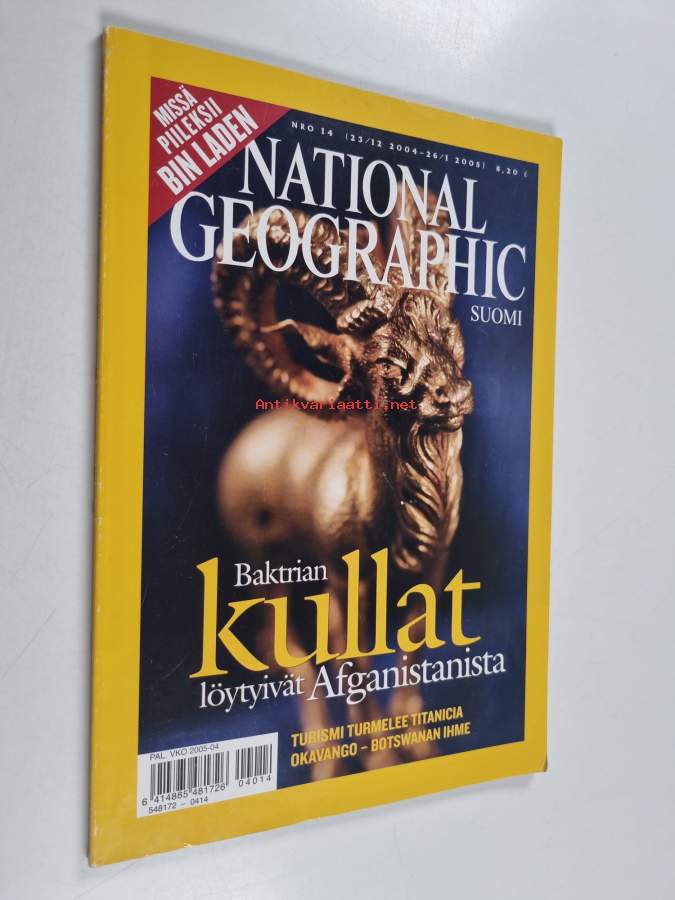 MISSÄ
PIILEKSII
BIN LADEN
NRO 14 (23/12 2004-26/1 2005) 8,20 €
NATIONAL
GEOGRAPHIC
SUOMI
Antikvariaatti.net
Baktrian
kullat
löytyivät Afganistanista
TURISMI TURMELEE TITANICIA
OKAVANGO – BOTSWANAN IHME
PAL. VKO 2005-04
04014
6 414885 481726
548172 – 0414